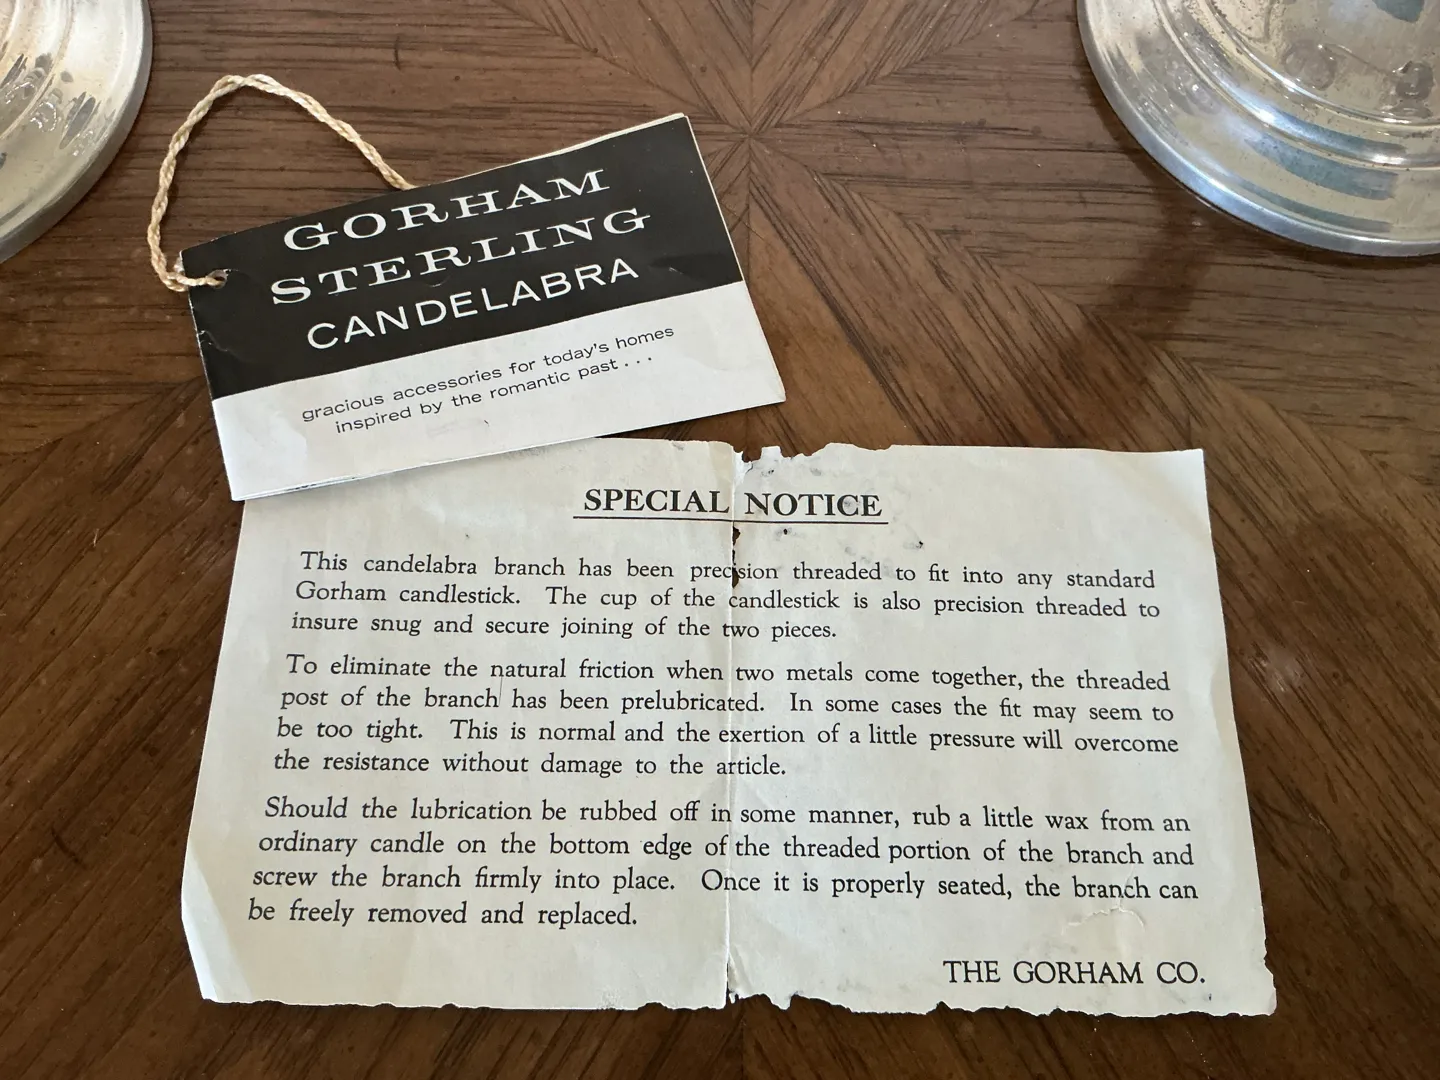 GORHAM
STERLING
CANDELABRA
gracious accessories for today's homes
inspired by the romantic past . . .
SPECIAL NOTICE
This candelabra branch has been precision threaded to fit into any standard
Gorham candlestick. The cup of the candlestick is also precision threaded to
insure snug and secure joining of the two pieces.
To eliminate the natural friction when two metals come together, the threaded
post of the branch has been prelubricated. In some cases the fit may seem to
be too tight. This is normal and the exertion of a little pressure will overcome
the resistance without damage to the article.
Should the lubrication be rubbed off in some manner, rub a little wax from an
ordinary candle on the bottom edge of the threaded portion of the branch and
screw the branch firmly into place. Once it is properly seated, the branch can
be freely removed and replaced.
THE GORHAM CO.